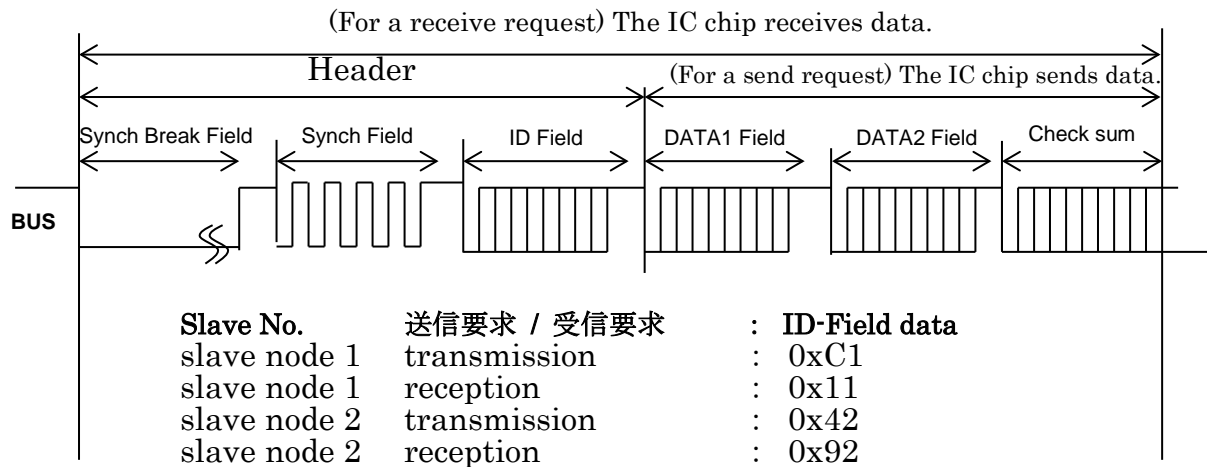 (For a receive request) The IC chip receives data.
Header
(For a send request) The IC chip sends data.
Synch Break Field
Synch Field
ID Field
DATA1 Field
DATA2 Field
Check sum
BUS
Slave No. 送信要求 / 受信要求 : ID-Field data
slave node 1 transmission : 0xC1
slave node 1 reception : 0x11
slave node 2 transmission : 0x42
slave node 2 reception : 0x92